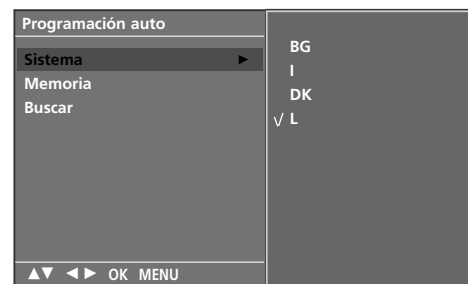 Programación auto
Sistema ►
Memoria
Buscar
BG
I
DK
√ L
▲▼ ◄► OK MENU